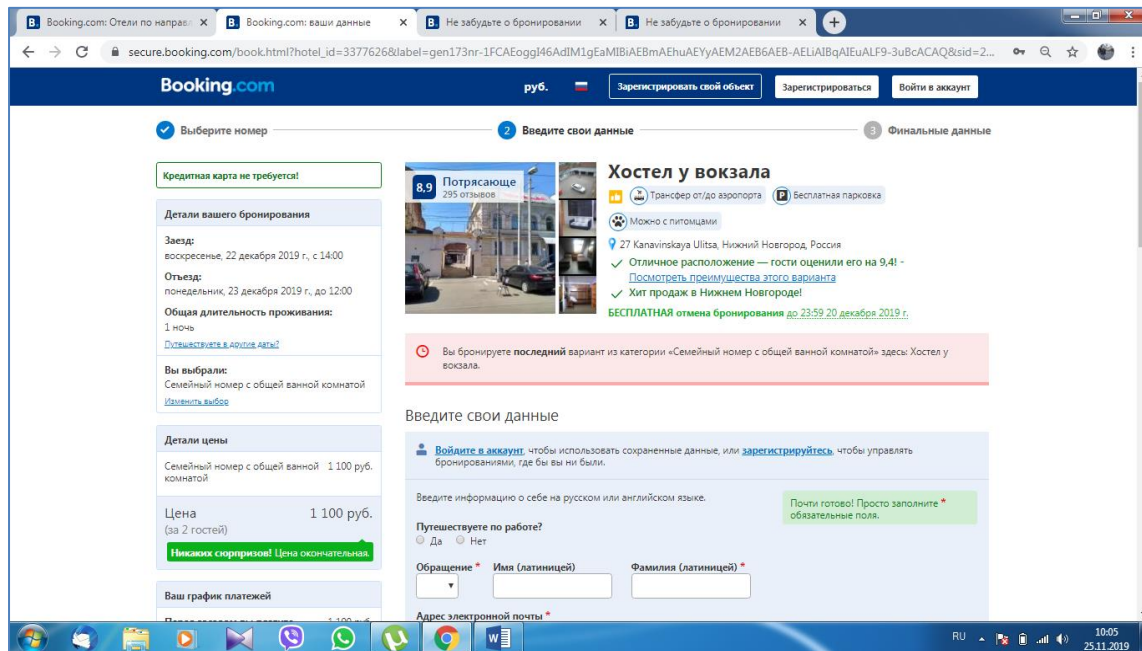 Booking.com: Отели по направл
Booking.com: ваши данные
Не забудьте о бронировании
Не забудьте о бронировании
secure.booking.com/book.html?hotel_id=3377626&label=gen173nr-1FCAEoggI46AdIM1gEaMIBiAEBmAEhuAEYyAEM2AEB6AEB-AELiAIBqAIEuALF9-3uBcACAQ&sid=2...
Booking.com
руб.
Зарегистрировать свой объект
Зарегистрироваться
Войти в аккаунт
Выберите номер
2 Введите свои данные
3 Финальные данные
Кредитная карта не требуется!
Детали вашего бронирования
Заезд:
воскресенье, 22 декабря 2019 г., с 14:00
Отъезд:
понедельник, 23 декабря 2019 г., до 12:00
Общая длительность проживания:
1 ночь
Путешествуете в другие даты?
Вы выбрали:
Семейный номер с общей ванной комнатой
Изменить выбор
Детали цены
Семейный номер с общей ванной 1 100 руб.
комнатой
Цена 1 100 руб.
(за 2 гостей)
Никаких сюрпризов! Цена окончательная.
Ваш график платежей
8,9 Потрясающе
295 отзывов
Хостел у вокзала
Трансфер от/до аэропорта
Бесплатная парковка
Можно с питомцами
27 Kanavinskaya Ulitsa, Нижний Новгород, Россия
Отличное расположение — гости оценили его на 9,4! -
Посмотреть преимущества этого варианта
Хит продаж в Нижнем Новгороде!
БЕСПЛАТНАЯ отмена бронирования до 23:59 20 декабря 2019 г.
Вы бронируете последний вариант из категории «Семейный номер с общей ванной комнатой» здесь: Хостел у
вокзала.
Введите свои данные
Войдите в аккаунт, чтобы использовать сохраненные данные, или зарегистрируйтесь, чтобы управлять
бронированиями, где бы вы ни были.
Введите информацию о себе на русском или английском языке.
Почти готово! Просто заполните *
обязательные поля.
Путешествуете по работе?
Да Нет
Обращение * Имя (латиницей) Фамилия (латиницей) *
Адрес электронной почты *
RU
10:05
25.11.2019